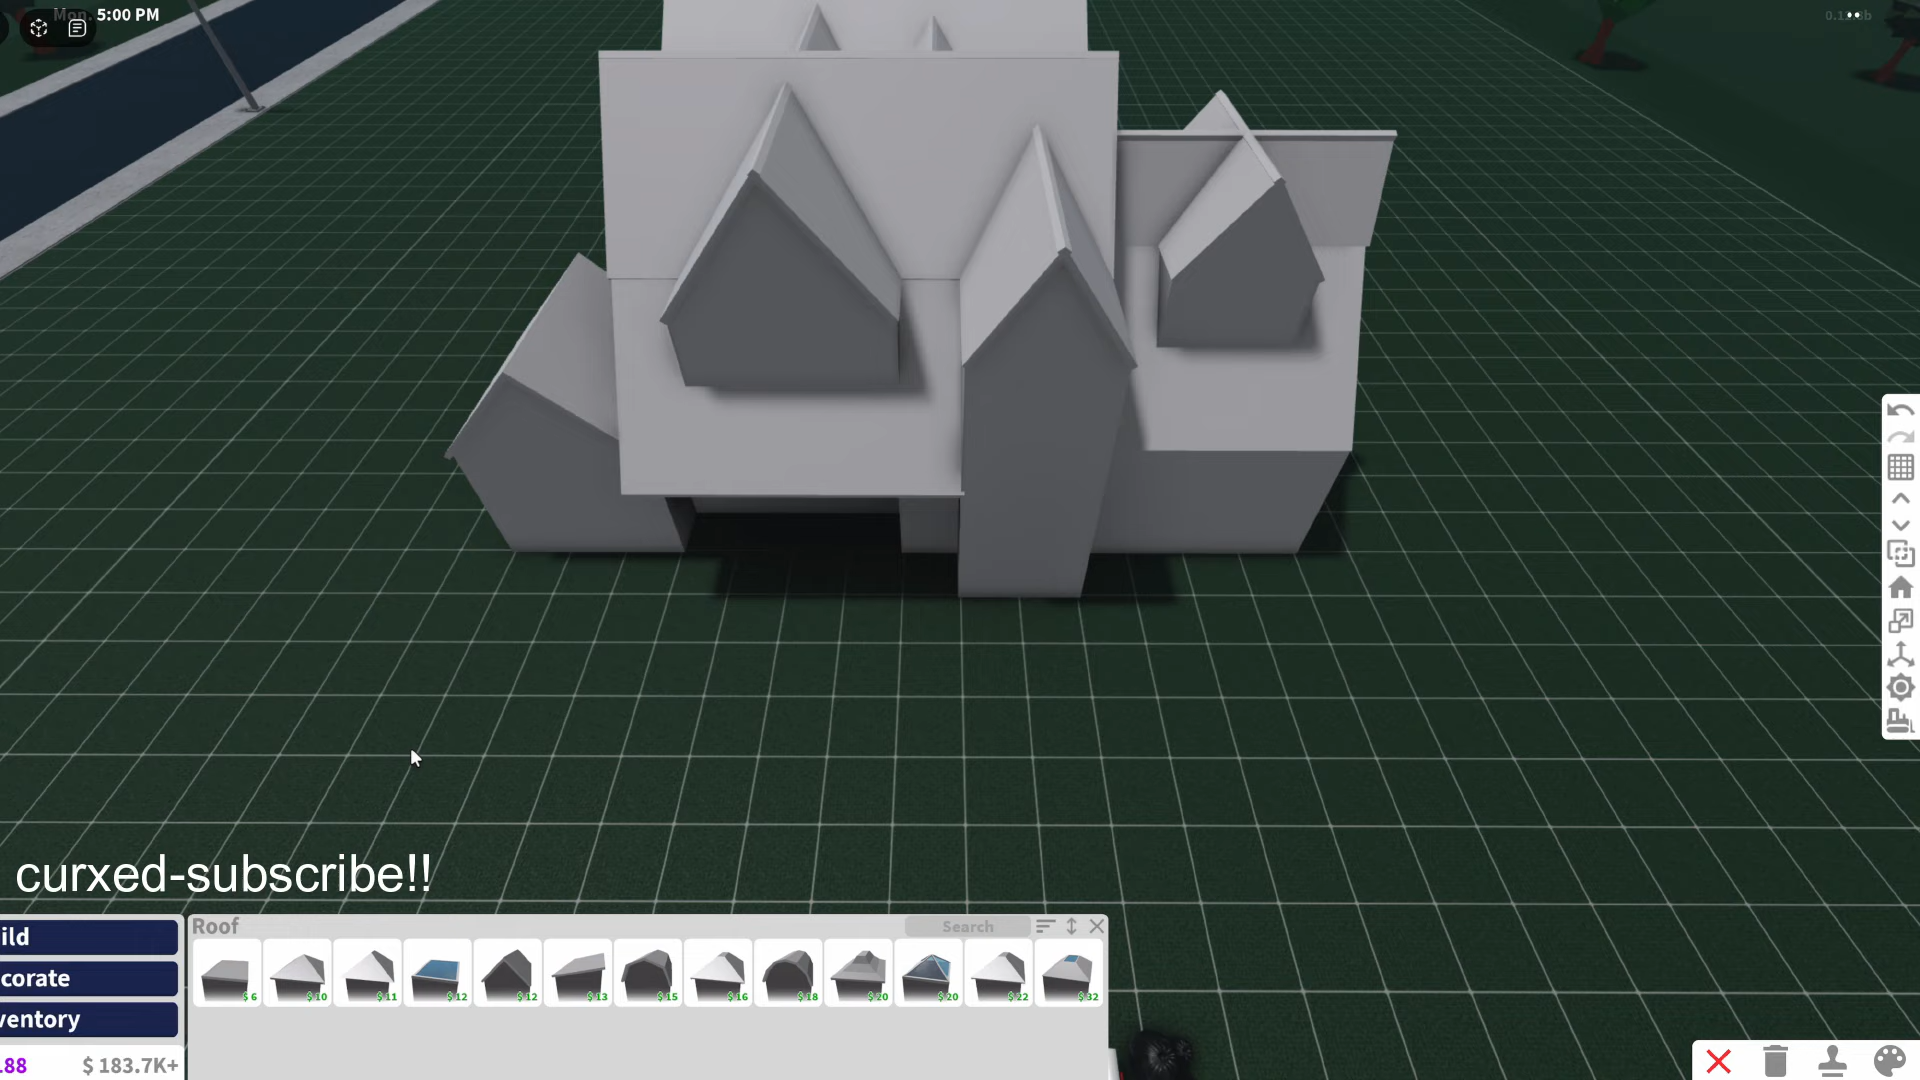 Mon. 5:00 PM
curxed-subscribe!!
ild
corate
ventory
.88
$ 183.7K+
Roof
Search
$6
$10
$11
$12
$12
$13
$15
$16
$18
$20
$20
$22
$32